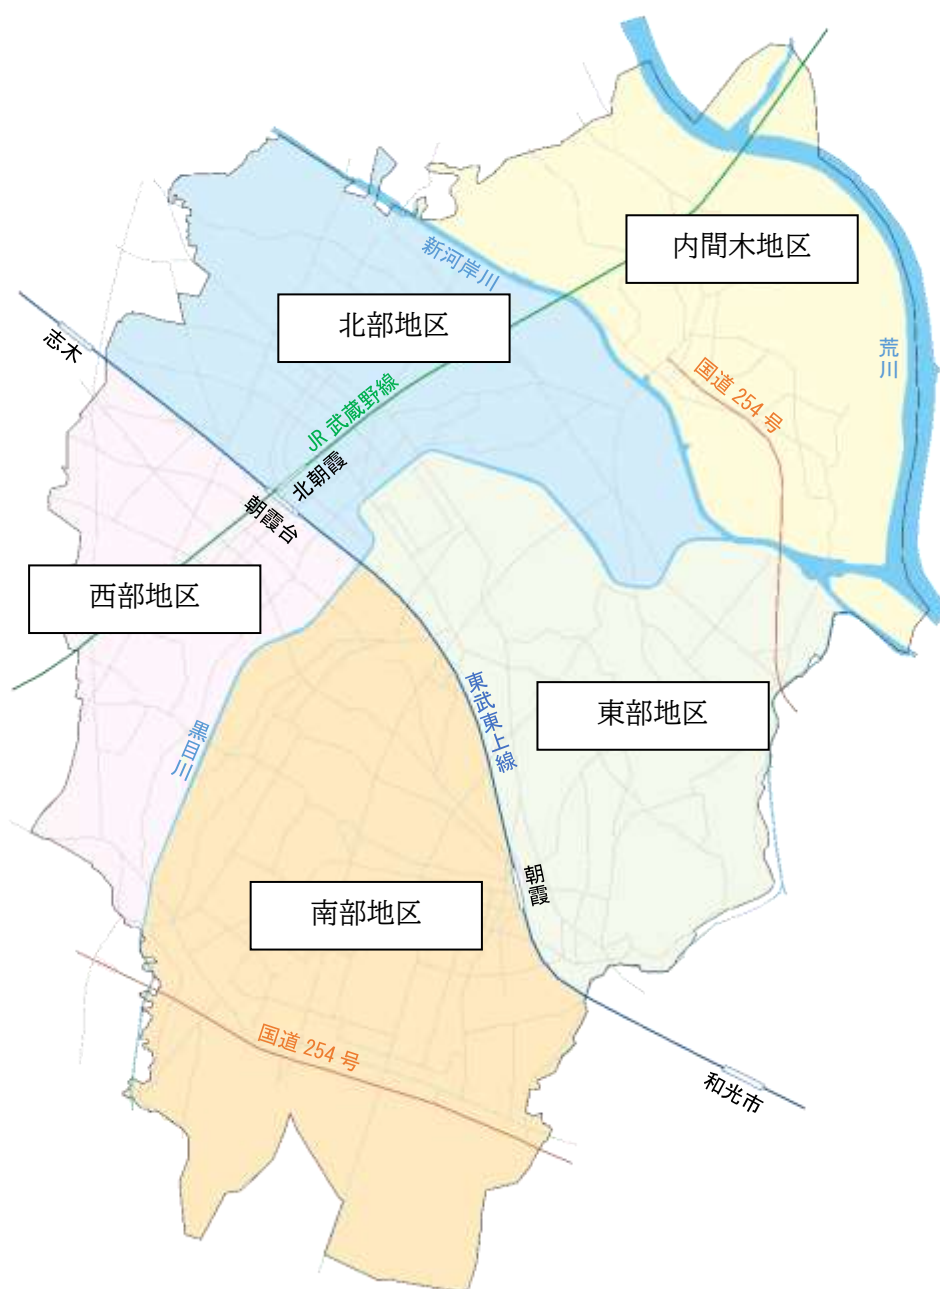 内間木地区
新河岸川
北部地区
荒川
志木
国道 254 号
JR 武蔵野線
北朝霞
朝霞台
西部地区
東武東上線
東部地区
黒目川
朝霞
南部地区
国道 254 号
和光市